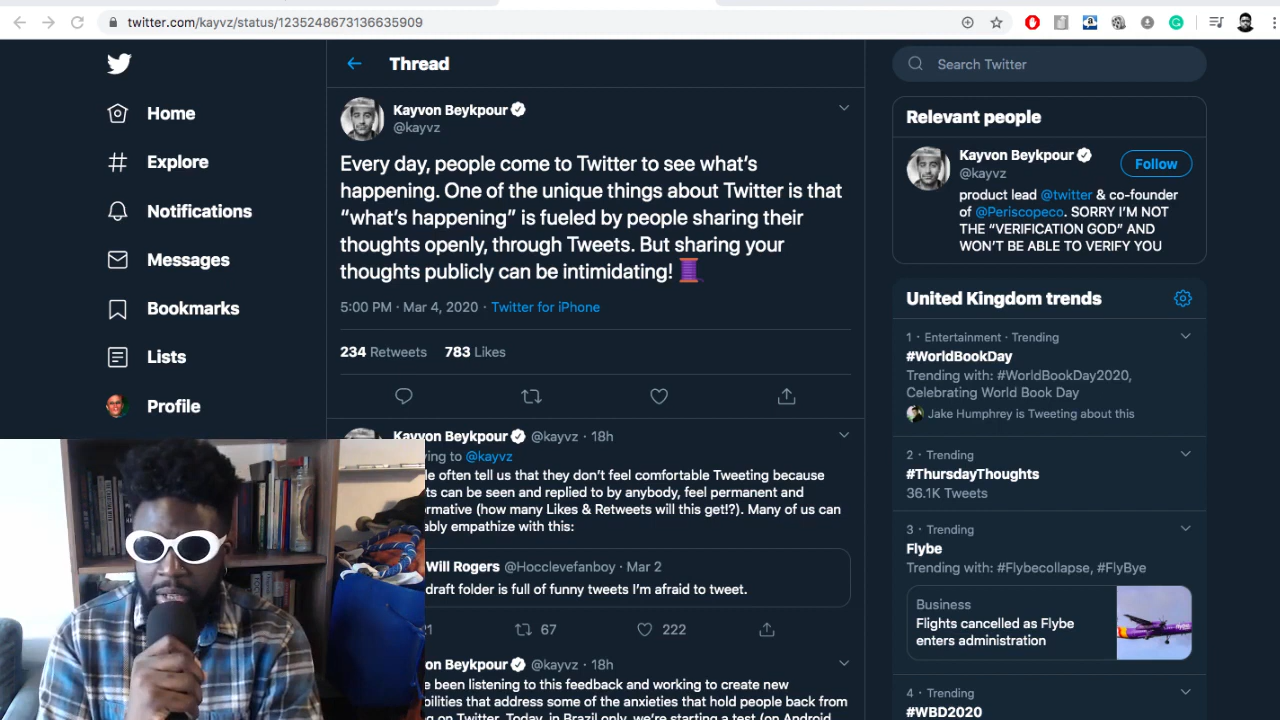 twitter.com/kayvz/status/1235248673136635909
Home
Explore
Notifications
Messages
Bookmarks
Lists
Profile
Thread
Kayvon Beykpour
@kayvz
Every day, people come to Twitter to see what's
happening. One of the unique things about Twitter is that
“what's happening” is fueled by people sharing their
thoughts openly, through Tweets. But sharing your
thoughts publicly can be intimidating!
5:00 PM · Mar 4, 2020 · Twitter for iPhone
234 Retweets 783 Likes
Kayvon Beykpour @kayvz · 18h
ying to @kayvz
le often tell us that they don't feel comfortable Tweeting because
ts can be seen and replied to by anybody, feel permanent and
ormative (how many Likes & Retweets will this get!?). Many of us can
ably empathize with this:
Will Rogers @Hocclevefanboy · Mar 2
draft folder is full of funny tweets I'm afraid to tweet.
67 222
on Beykpour @kayvz · 18h
e been listening to this feedback and working to create new
bilities that address some of the anxieties that hold people back from
g on Twitter. Today, in Brazil only, we're starting a test (on Android
Search Twitter
Relevant people
Kayvon Beykpour
@kayvz
Follow
product lead @twitter & co-founder
of @Periscopeco. SORRY I'M NOT
THE “VERIFICATION GOD” AND
WON'T BE ABLE TO VERIFY YOU
United Kingdom trends
1 · Entertainment · Trending
#WorldBookDay
Trending with: #WorldBookDay2020,
Celebrating World Book Day
Jake Humphrey is Tweeting about this
2 · Trending
#ThursdayThoughts
36.1K Tweets
3 · Trending
Flybe
Trending with: #Flybecollapse, #FlyBye
Business
Flights cancelled as Flybe
enters administration
4 · Trending
#WBD2020